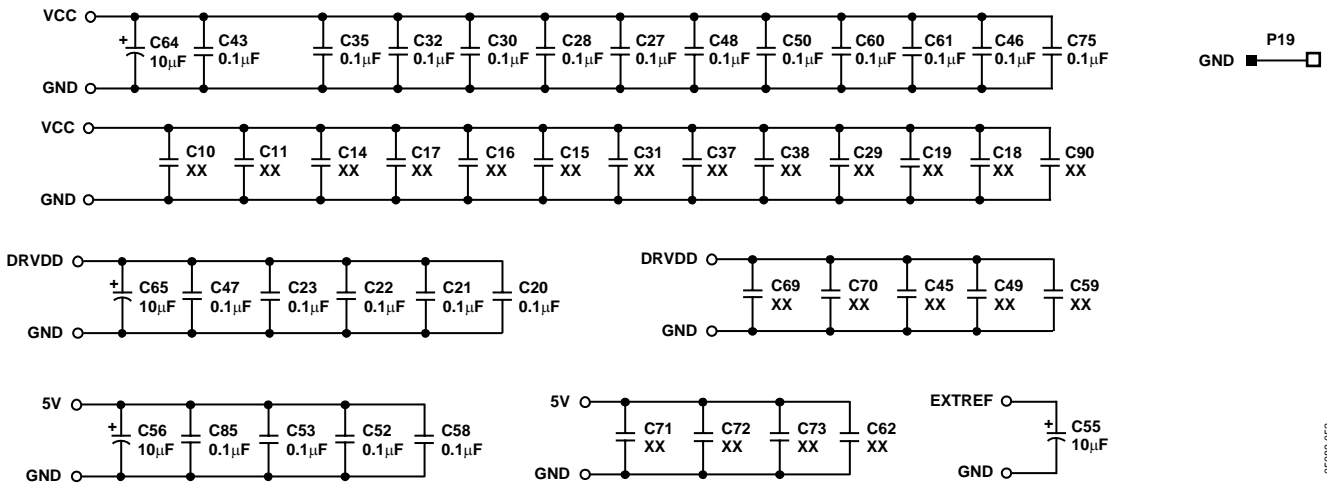 VCC
+ C64 C43 C35 C32 C30 C28 C27 C48 C50 C60 C61 C46 C75
10μF 0.1μF 0.1μF 0.1μF 0.1μF 0.1μF 0.1μF 0.1μF 0.1μF 0.1μF 0.1μF 0.1μF 0.1μF
GND
P19
GND
VCC
C10 C11 C14 C17 C16 C15 C31 C37 C38 C29 C19 C18 C90
XX XX XX XX XX XX XX XX XX XX XX XX XX
GND
DRVDD
+ C65 C47 C23 C22 C21 C20
10μF 0.1μF 0.1μF 0.1μF 0.1μF 0.1μF
GND
DRVDD
C69 C70 C45 C49 C59
XX XX XX XX XX
GND
5V
+ C56 C85 C53 C52 C58
10μF 0.1μF 0.1μF 0.1μF 0.1μF
GND
5V
C71 C72 C73 C62
XX XX XX XX
GND
EXTREF
+ C55
10μF
GND